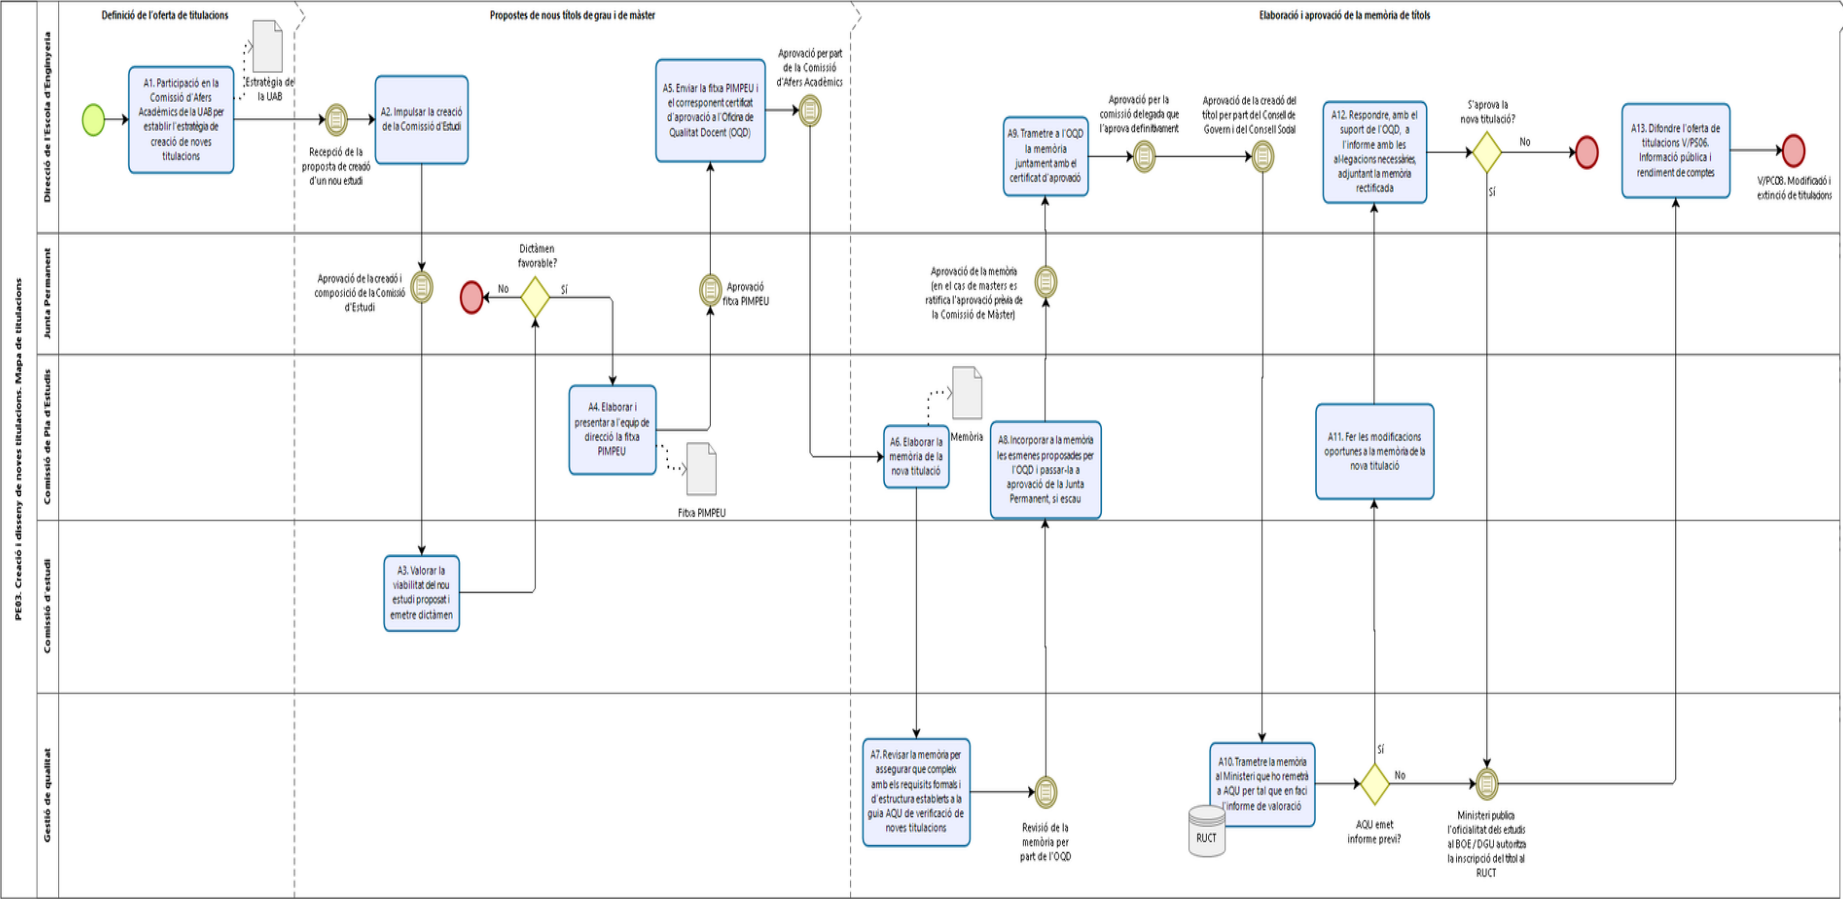 Definició de l'oferta de titulacions
Propostes de nous títols de grau i de màster
Elaboració i aprovació de la memòria de títols
PE03. Creació i disseny de noves titulacions. Mapa de titulacions
Direcció de l'Escola d'Enginyeria
A1. Participació en la
Comissió d'Afers
Acadèmics de la UAB per
establir l'estratègia de
creació de noves
titulacions
Estratègia de
la UAB
Recepció de la
proposta de creació
d'un nou estudi
A2. Impulsar la creació
de la Comissió d'Estudi
A5. Enviar la fitxa PIMPEU i
el corresponent certificat
d'aprovació a l'Oficina de
Qualitat Docent (OQD)
Aprovació per part
de la Comissió
d'Afers Acadèmics
A9. Trametre a l'OQD
la memòria
juntament amb el
certificat d'aprovació
Aprovació per la
comissió delegada que
l'aprova definitivament
Aprovació de la creació del
títol per part del Consell de
Govern i del Consell Social
A12. Respondre, amb el
suport de l'OQD, a
l'informe amb les
al·legacions necessàries,
adjuntant la memòria
rectificada
S'aprova la
nova titulació?
No
Sí
A13. Difondre l'oferta de
titulacions V/PS06.
Informació pública i
rendiment de comptes
V/PC08. Modificació i
extinció de titulacions
Junta Permanent
Aprovació de la creació i
composició de la Comissió
d'Estudi
Dictàmen
favorable?
No
Sí
Aprovació
fitxa PIMPEU
Aprovació de la memòria
(en el cas de masters es
ratifica l'aprovació prèvia de
la Comissió de Màster)
Comissió de Pla d'Estudis
A4. Elaborar i
presentar a l'equip de
direcció la fitxa
PIMPEU
Fitxa PIMPEU
A6. Elaborar la
memòria de la
nova titulació
Memòria
A8. Incorporar a la memòria
les esmenes proposades per
l'OQD i passar-la a
aprovació de la Junta
Permanent, si escau
A11. Fer les modificacions
oportunes a la memòria de la
nova titulació
Comissió d'estudi
A3. Valorar la
viabilitat del nou
estudi proposat i
emetre dictàmen
Gestió de qualitat
A7. Revisar la memòria per
assegurar que compleix
amb els requisits formals i
d'estructura establerts a la
guia AQU de verificació de
noves titulacions
Revisió de la
memòria per
part de l'OQD
A10. Trametre la memòria
al Ministeri que ho remetrà
a AQU per tal que en faci
l'informe de valoració
RUCT
Sí
No
AQU emet
informe previ?
Ministeri publica
l'oficialitat dels estudis
al BOE / DGU autoritza
la inscripció del títol al
RUCT